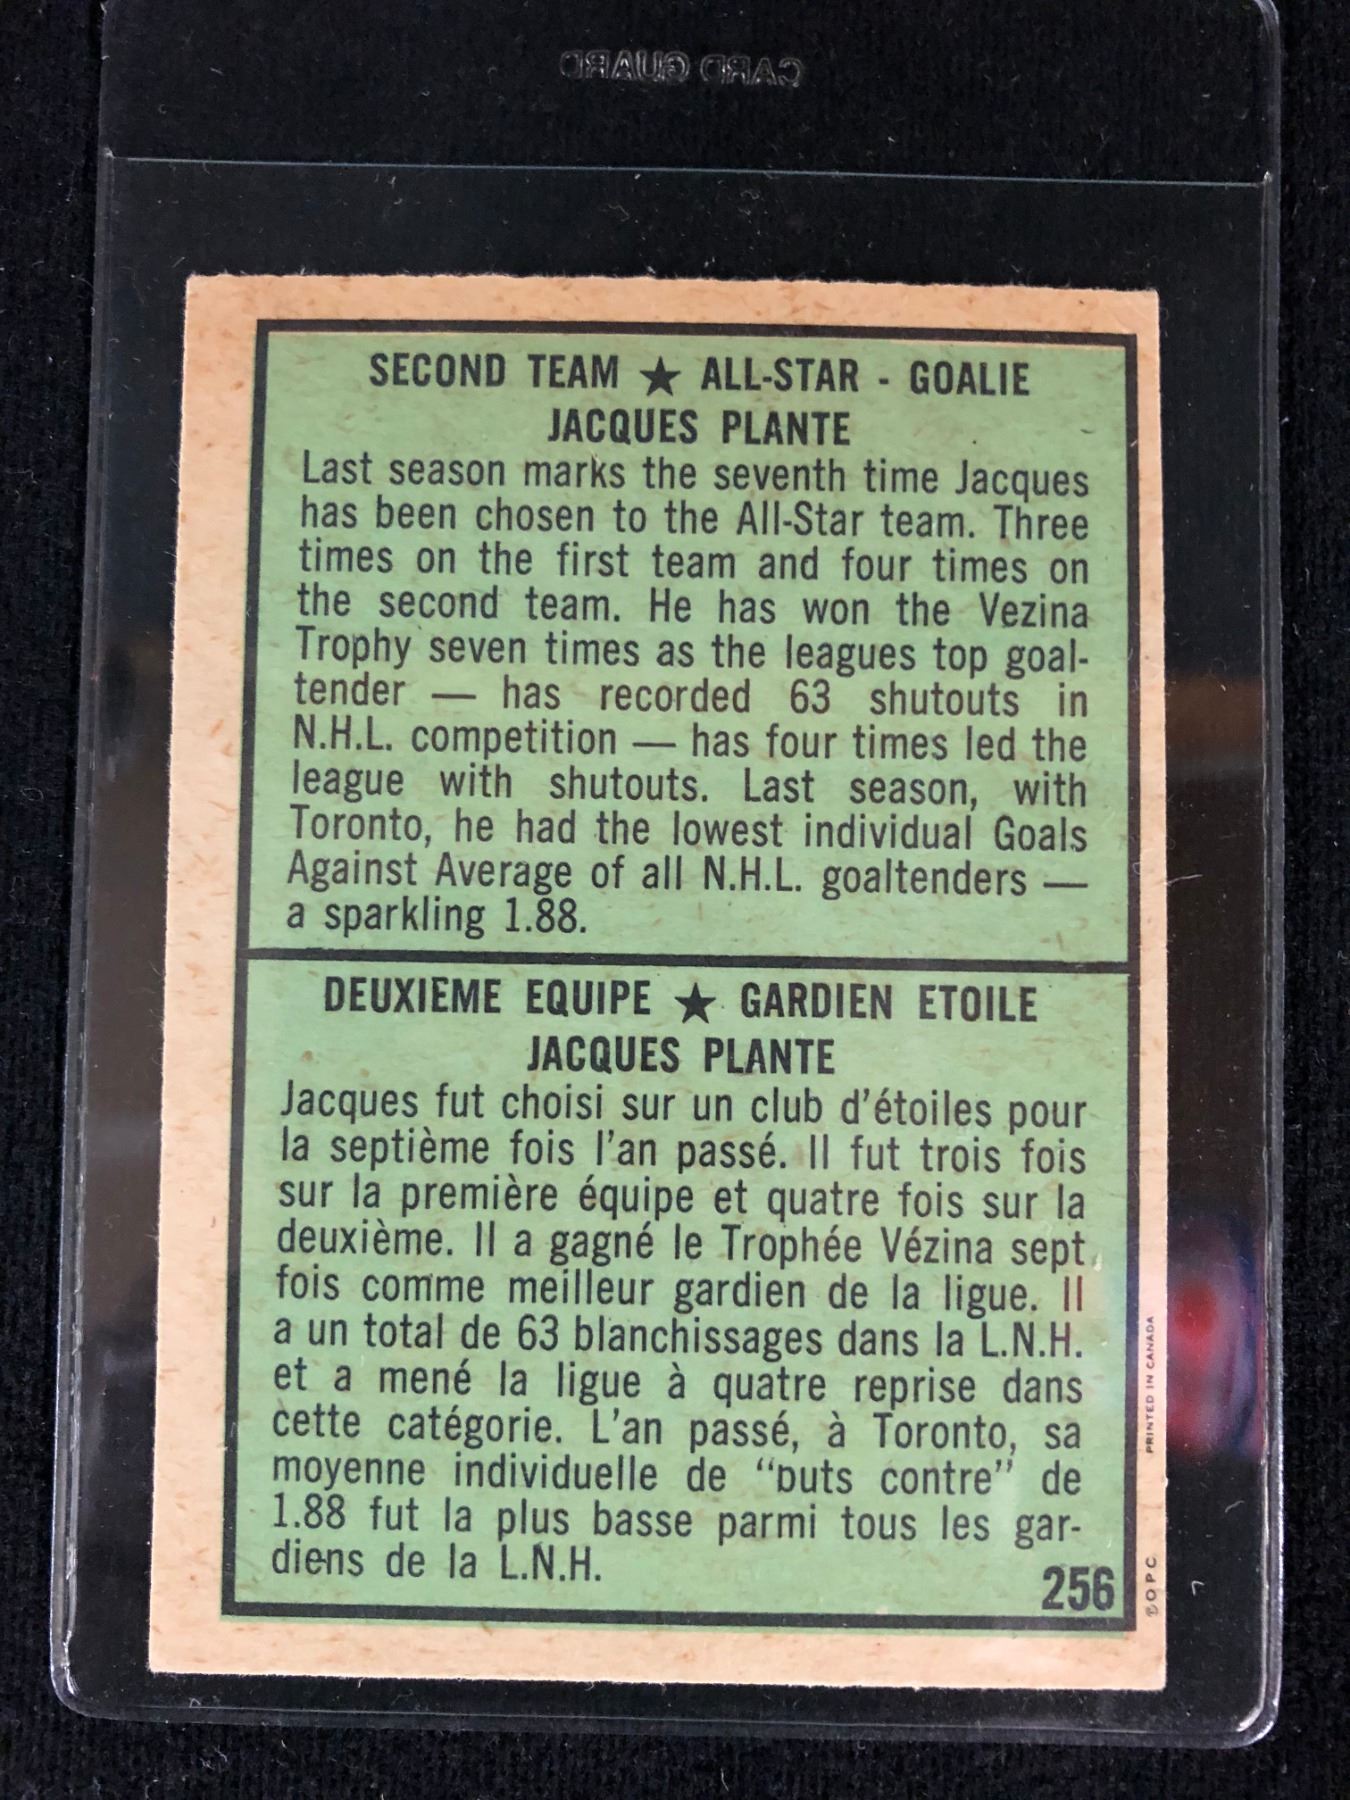 CARD GUARD
SECOND TEAM ★ ALL-STAR - GOALIE
JACQUES PLANTE
Last season marks the seventh time Jacques
has been chosen to the All-Star team. Three
times on the first team and four times on
the second team. He has won the Vezina
Trophy seven times as the leagues top goal-
tender — has recorded 63 shutouts in
N.H.L. competition — has four times led the
league with shutouts. Last season, with
Toronto, he had the lowest individual Goals
Against Average of all N.H.L. goaltenders —
a sparkling 1.88.
DEUXIEME EQUIPE ★ GARDIEN ETOILE
JACQUES PLANTE
Jacques fut choisi sur un club d'étoiles pour
la septième fois l'an passé. Il fut trois fois
sur la première équipe et quatre fois sur la
deuxième. Il a gagné le Trophée Vézina sept
fois comme meilleur gardien de la ligue. Il
a un total de 63 blanchissages dans la L.N.H.
et a mené la ligue à quatre reprise dans
cette catégorie. L'an passé, à Toronto, sa
moyenne individuelle de "buts contre" de
1.88 fut la plus basse parmi tous les gar-
diens de la L.N.H.
256
©OPC PRINTED IN CANADA